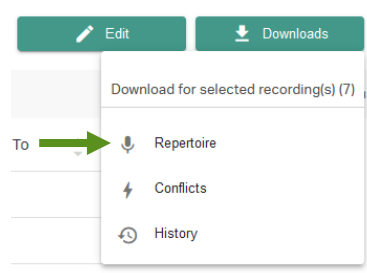 Edit
Downloads
Download for selected recording(s) (7)
To
Repertoire
Conflicts
History